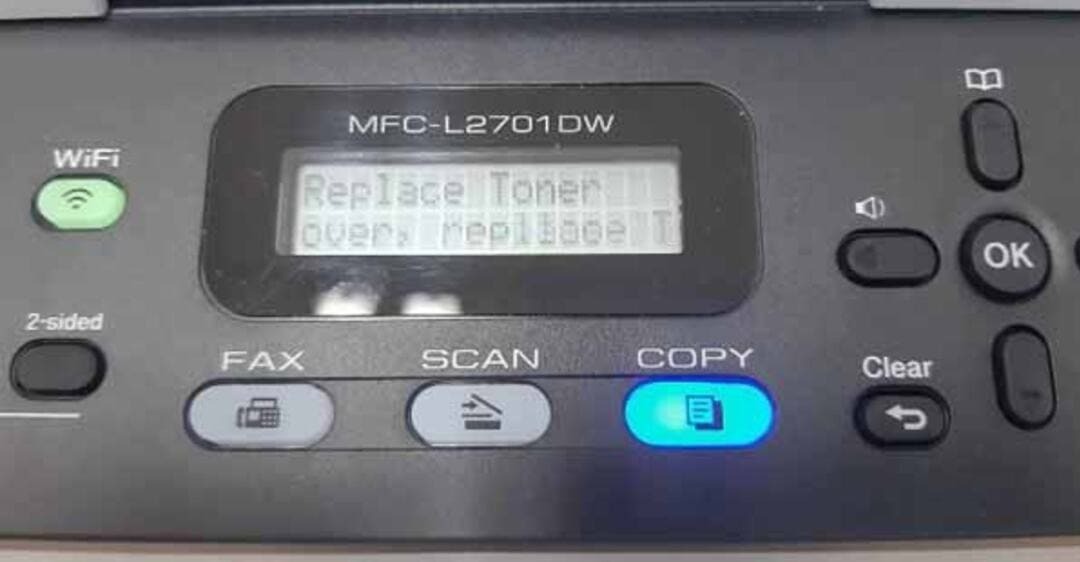 MFC-L2701DW
WiFi
Replace Toner
over, replace T
OK
2-sided
FAX
SCAN
COPY
Clear